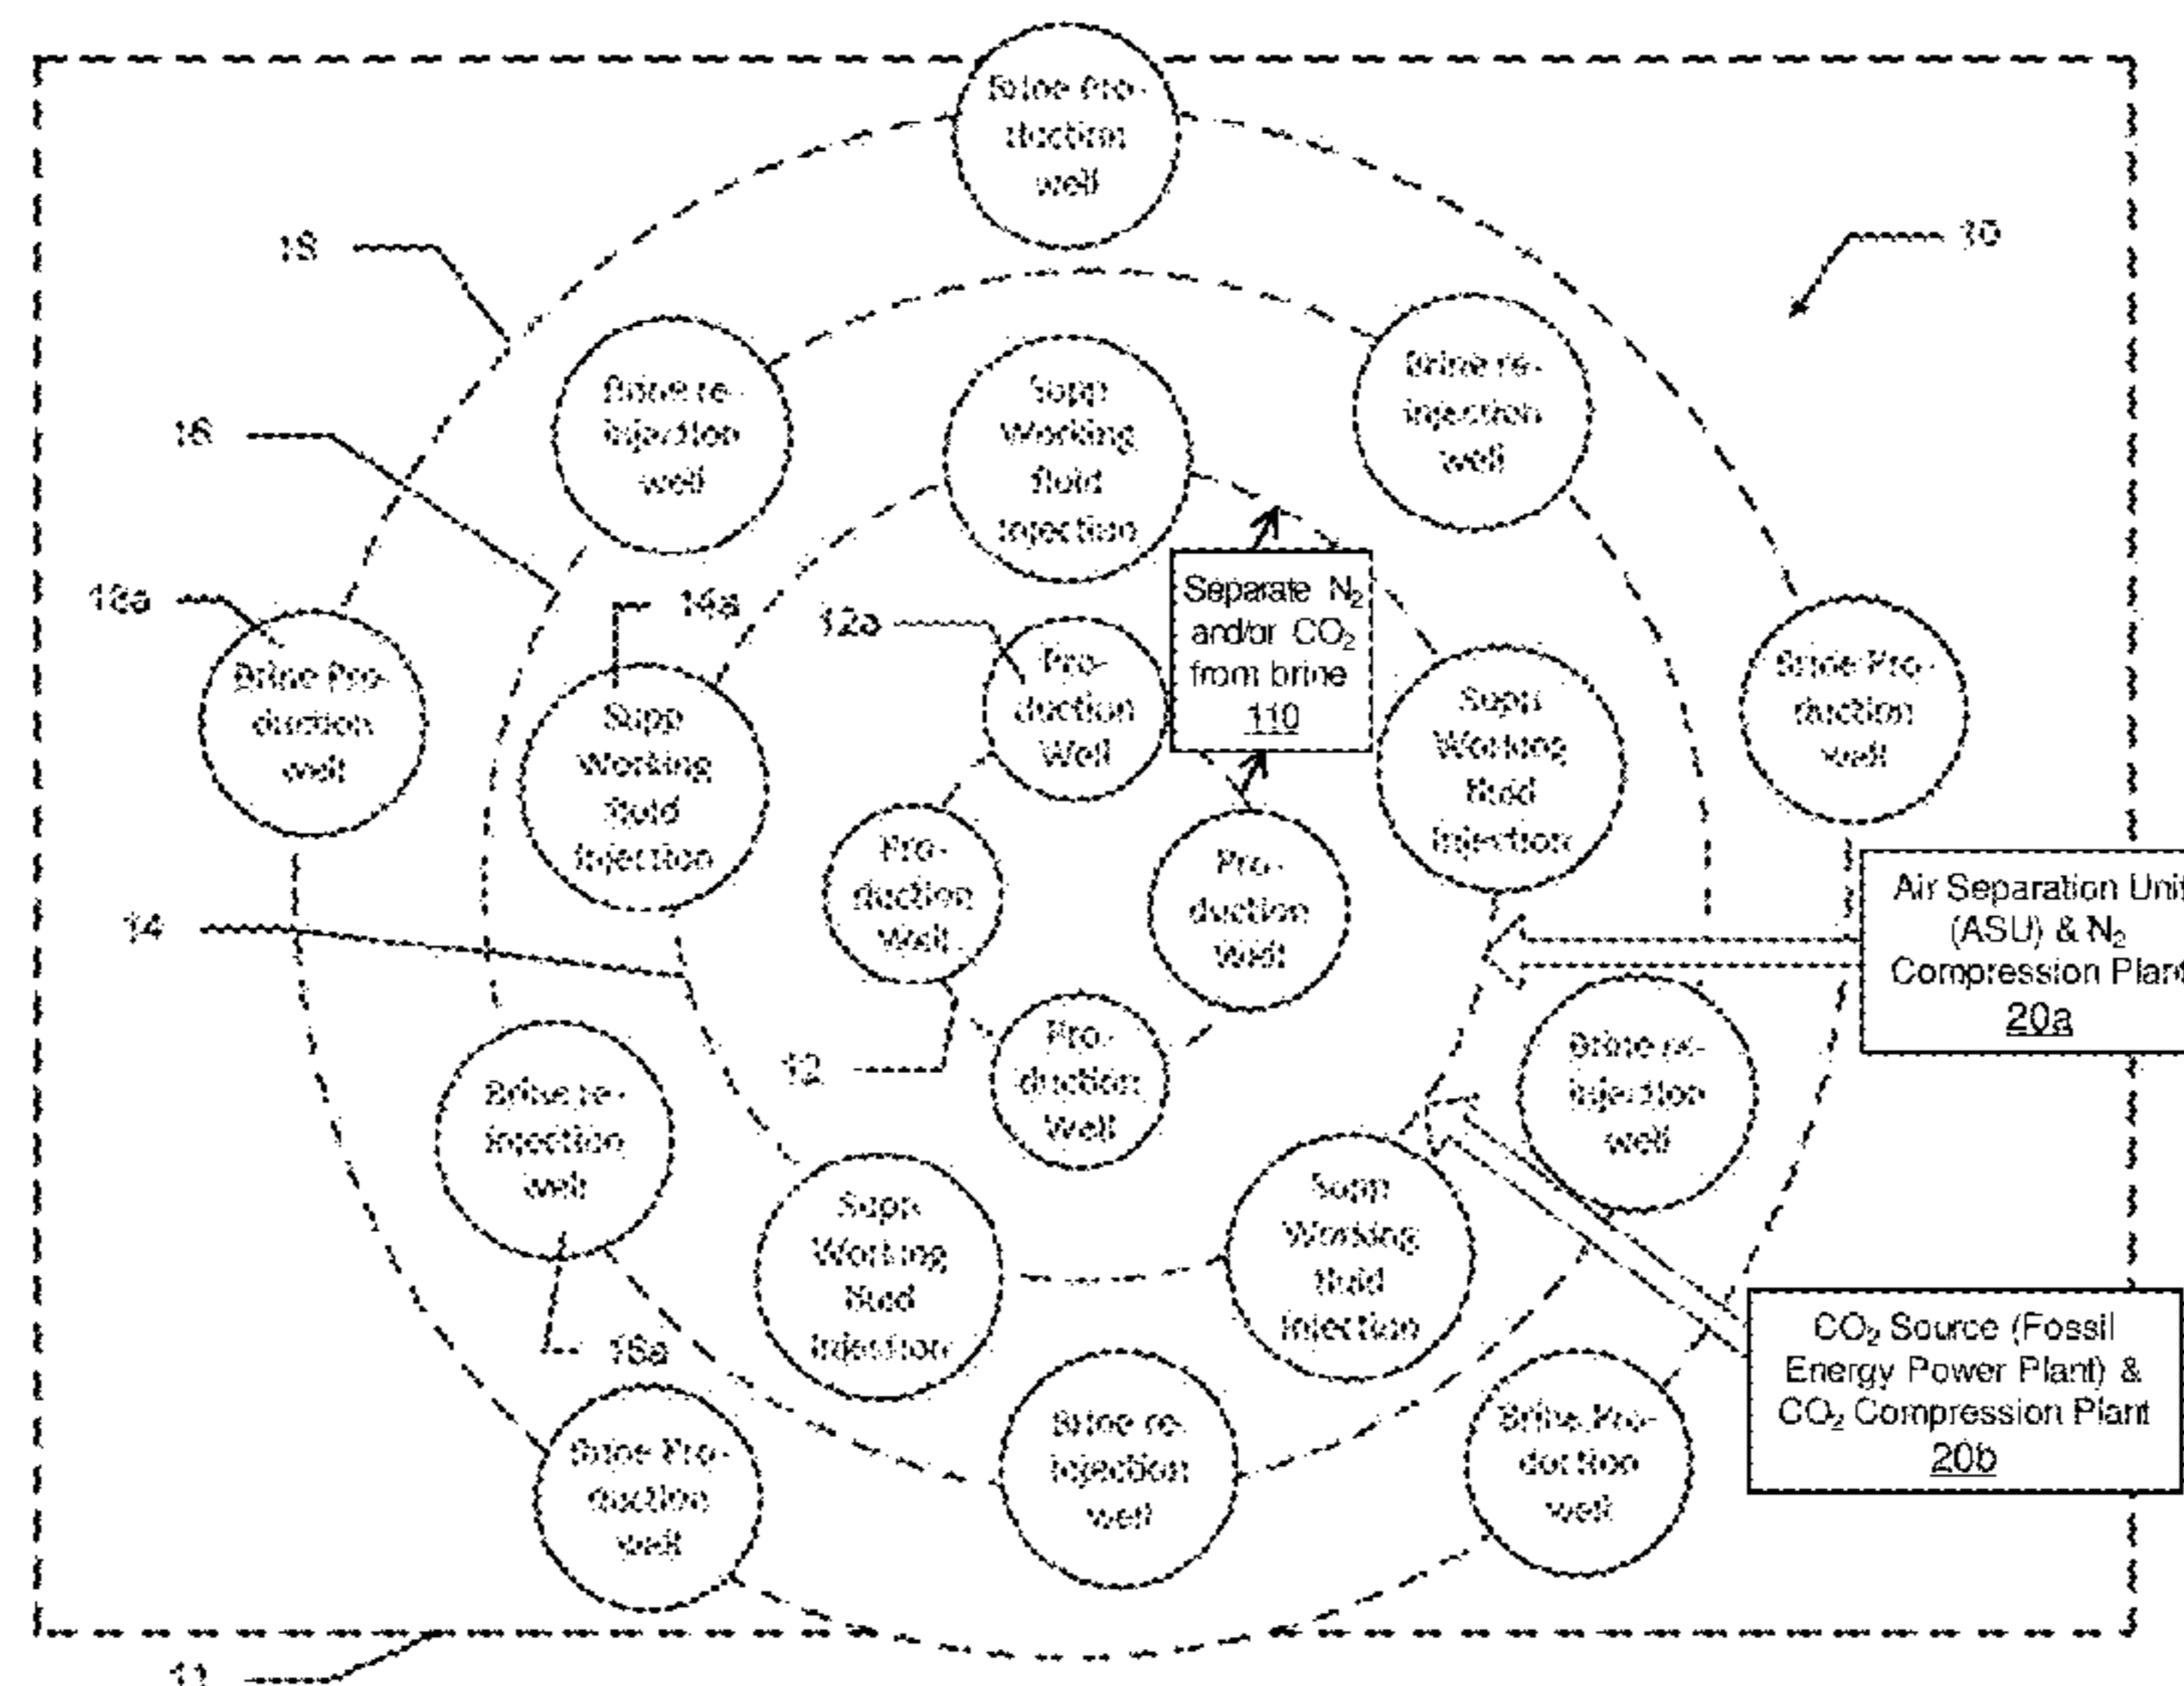 Brine Pro-
duction
well
18
10
Brine re-
injection
well
Supp
Working
fluid
Injection
Brine re-
injection
well
16
18a
14a
12a
Separate N₂
and/or CO₂
from brine
110
Brine Pro-
duction
well
Supp
Working
fluid
Injection
Pro-
duction
Well
Supp
Working
fluid
Injection
Brine Pro-
duction
well
Pro-
duction
Well
Pro-
duction
Well
14
Air Separation Unit
(ASU) & N₂
Compression Plant
20a
12
Pro-
duction
Well
Brine re-
injection
well
Brine re-
injection
well
Supp
Working
fluid
Injection
Supp
Working
fluid
Injection
16a
CO₂ Source (Fossil
Energy Power Plant) &
CO₂ Compression Plant
20b
Brine Pro-
duction
well
Brine re-
injection
well
Brine Pro-
duction
well
11